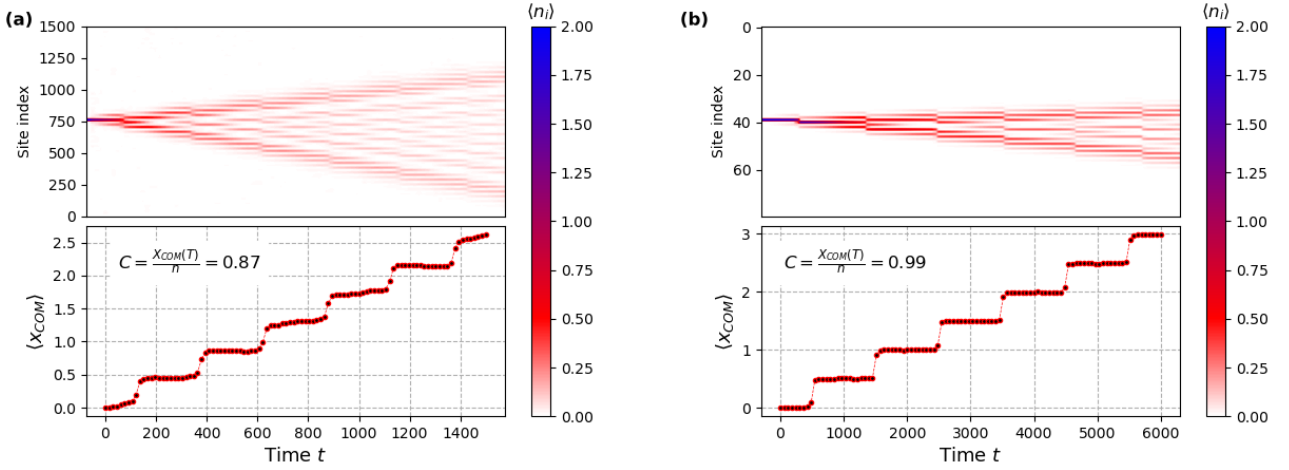 (a)
⟨n_i⟩
1500
1250
1000
750
500
250
0
Site index
2.00
1.75
1.50
1.25
1.00
0.75
0.50
0.25
0.00
2.5
2.0
1.5
1.0
0.5
0.0
⟨X_COM⟩
C = X_COM(T)/n = 0.87
0 200 400 600 800 1000 1200 1400
Time t
(b)
⟨n_i⟩
0
20
40
60
Site index
2.00
1.75
1.50
1.25
1.00
0.75
0.50
0.25
0.00
3
2
1
0
⟨X_COM⟩
C = X_COM(T)/n = 0.99
0 1000 2000 3000 4000 5000 6000
Time t